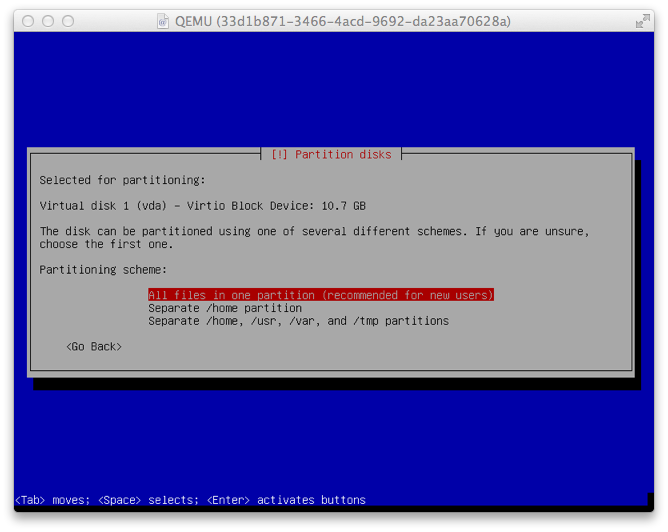 QEMU (33d1b871-3466-4acd-9692-da23aa70628a)
[!] Partition disks
Selected for partitioning:
Virtual disk 1 (vda) - Virtio Block Device: 10.7 GB
The disk can be partitioned using one of several different schemes. If you are unsure,
choose the first one.
Partitioning scheme:
All files in one partition (recommended for new users)
Separate /home partition
Separate /home, /usr, /var, and /tmp partitions
<Go Back>
<Tab> moves; <Space> selects; <Enter> activates buttons